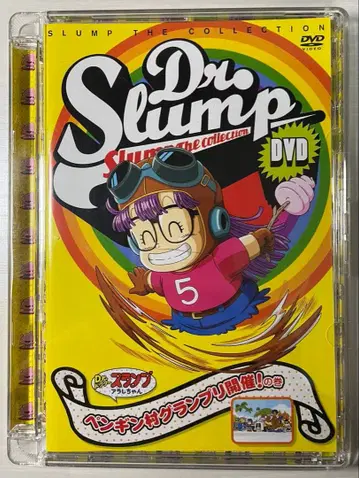 SLUMP THE COLLECTION
DVD
VIDEO
Dr.
Slump
Slump The Collection
DVD
5
Dr.スランプ
アラレちゃん
ペンギン村グランプリ開催!の巻